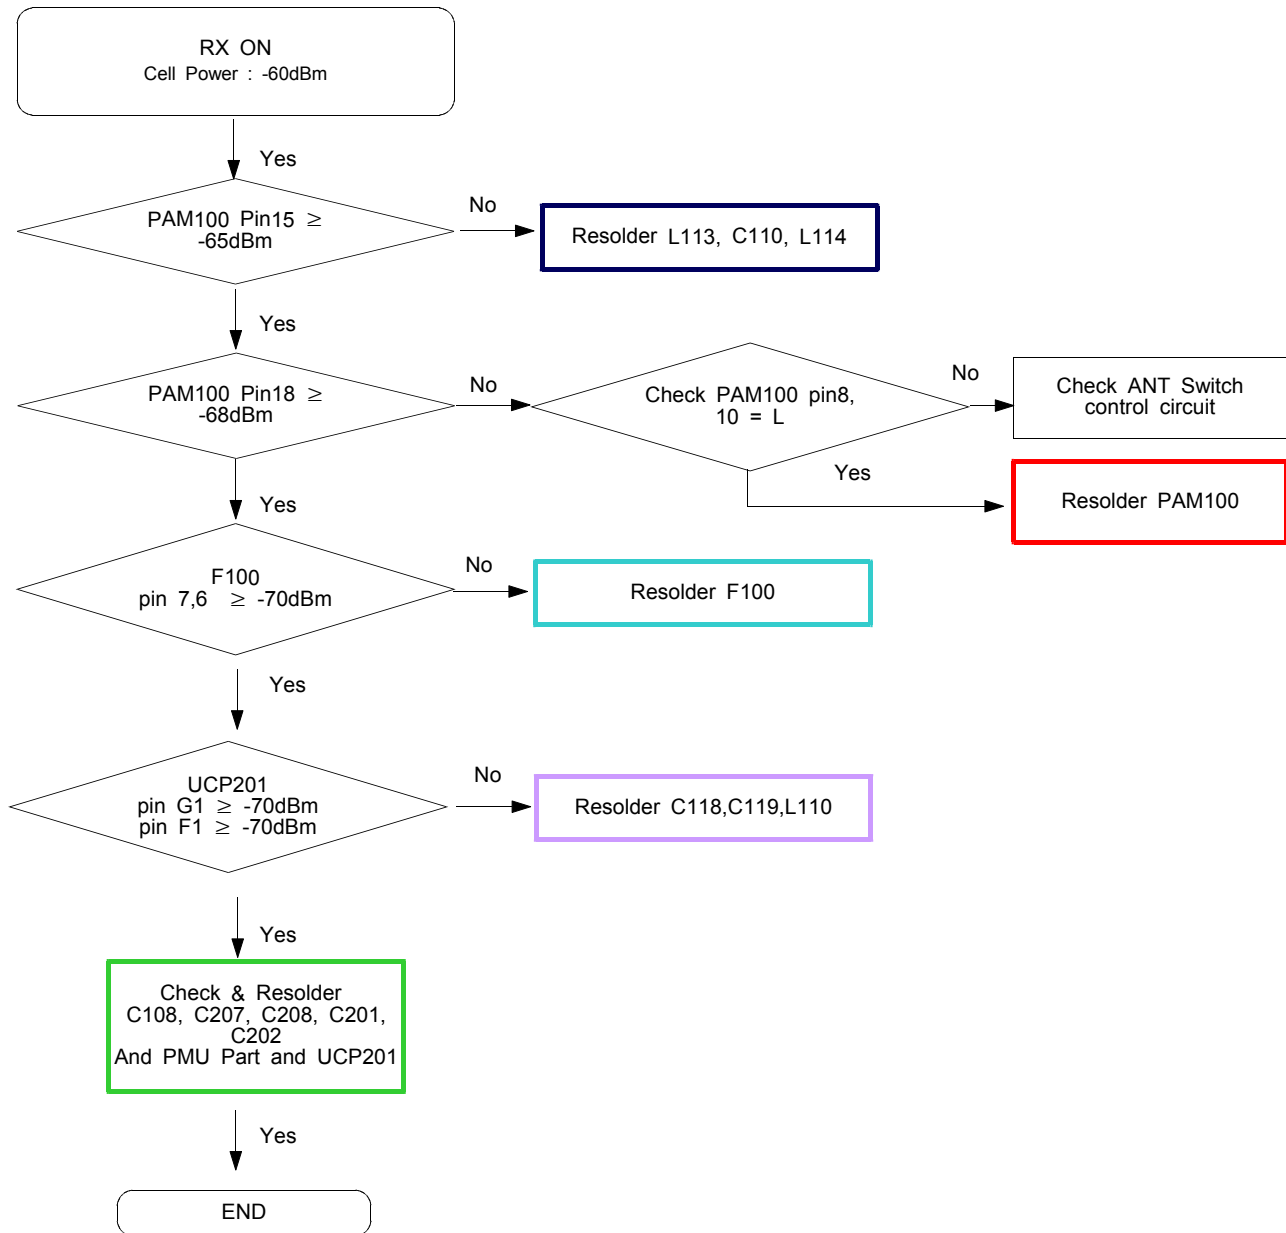 RX ON
Cell Power : -60dBm
Yes
PAM100 Pin15 ≥
-65dBm
No
Resolder L113, C110, L114
Yes
PAM100 Pin18 ≥
-68dBm
No
Check PAM100 pin8,
10 = L
No
Check ANT Switch
control circuit
Yes
Resolder PAM100
Yes
F100
pin 7,6 ≥ -70dBm
No
Resolder F100
Yes
UCP201
pin G1 ≥ -70dBm
pin F1 ≥ -70dBm
No
Resolder C118,C119,L110
Yes
Check & Resolder
C108, C207, C208, C201,
C202
And PMU Part and UCP201
Yes
END